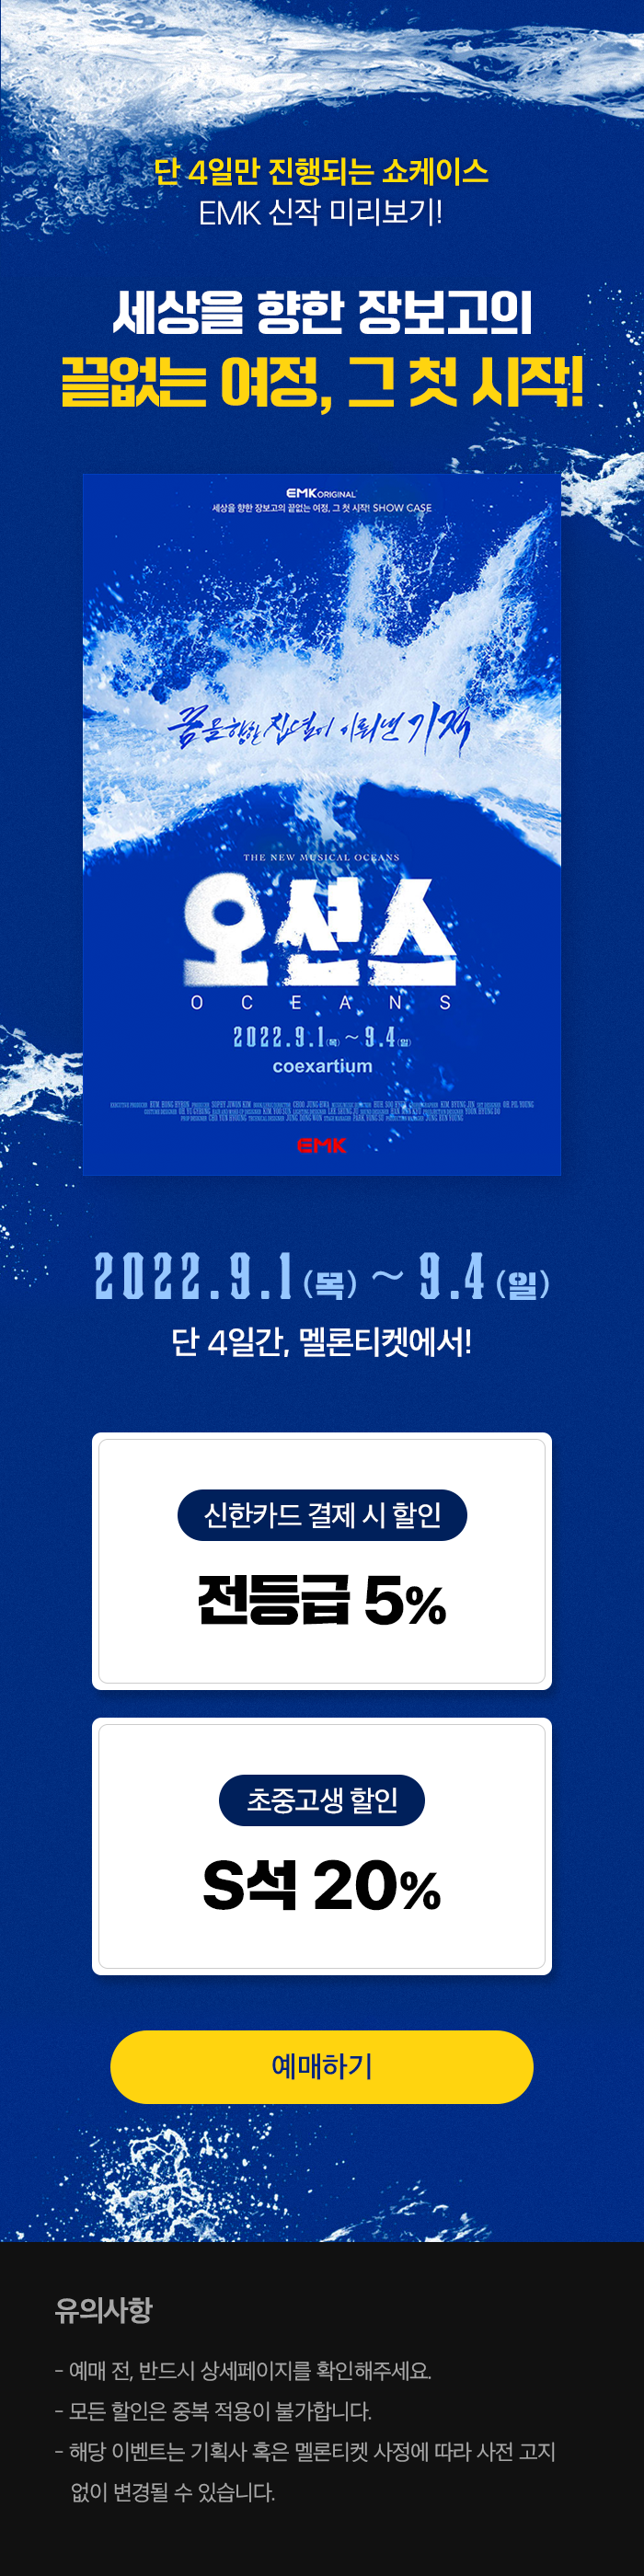 단 4일만 진행되는 쇼케이스
EMK 신작 미리보기!
세상을 향한 장보고의
끝없는 여정, 그 첫 시작!
EMK ORIGINAL
세상을 향한 장보고의 끝없는 여정, 그 첫 시작! SHOW CASE
꿈을 향한 집념이 이뤄낸 기적
THE NEW MUSICAL OCEANS
오션스
OCEANS
2022.9.1(목) ~ 9.4(일)
coexartium
EMK
2022.9.1(목) ~ 9.4(일)
단 4일간, 멜론티켓에서!
신한카드 결제 시 할인
전등급 5%
초중고생 할인
S석 20%
예매하기
유의사항
- 예매 전, 반드시 상세페이지를 확인해주세요.
- 모든 할인은 중복 적용이 불가합니다.
- 해당 이벤트는 기획사 혹은 멜론티켓 사정에 따라 사전 고지
없이 변경될 수 있습니다.